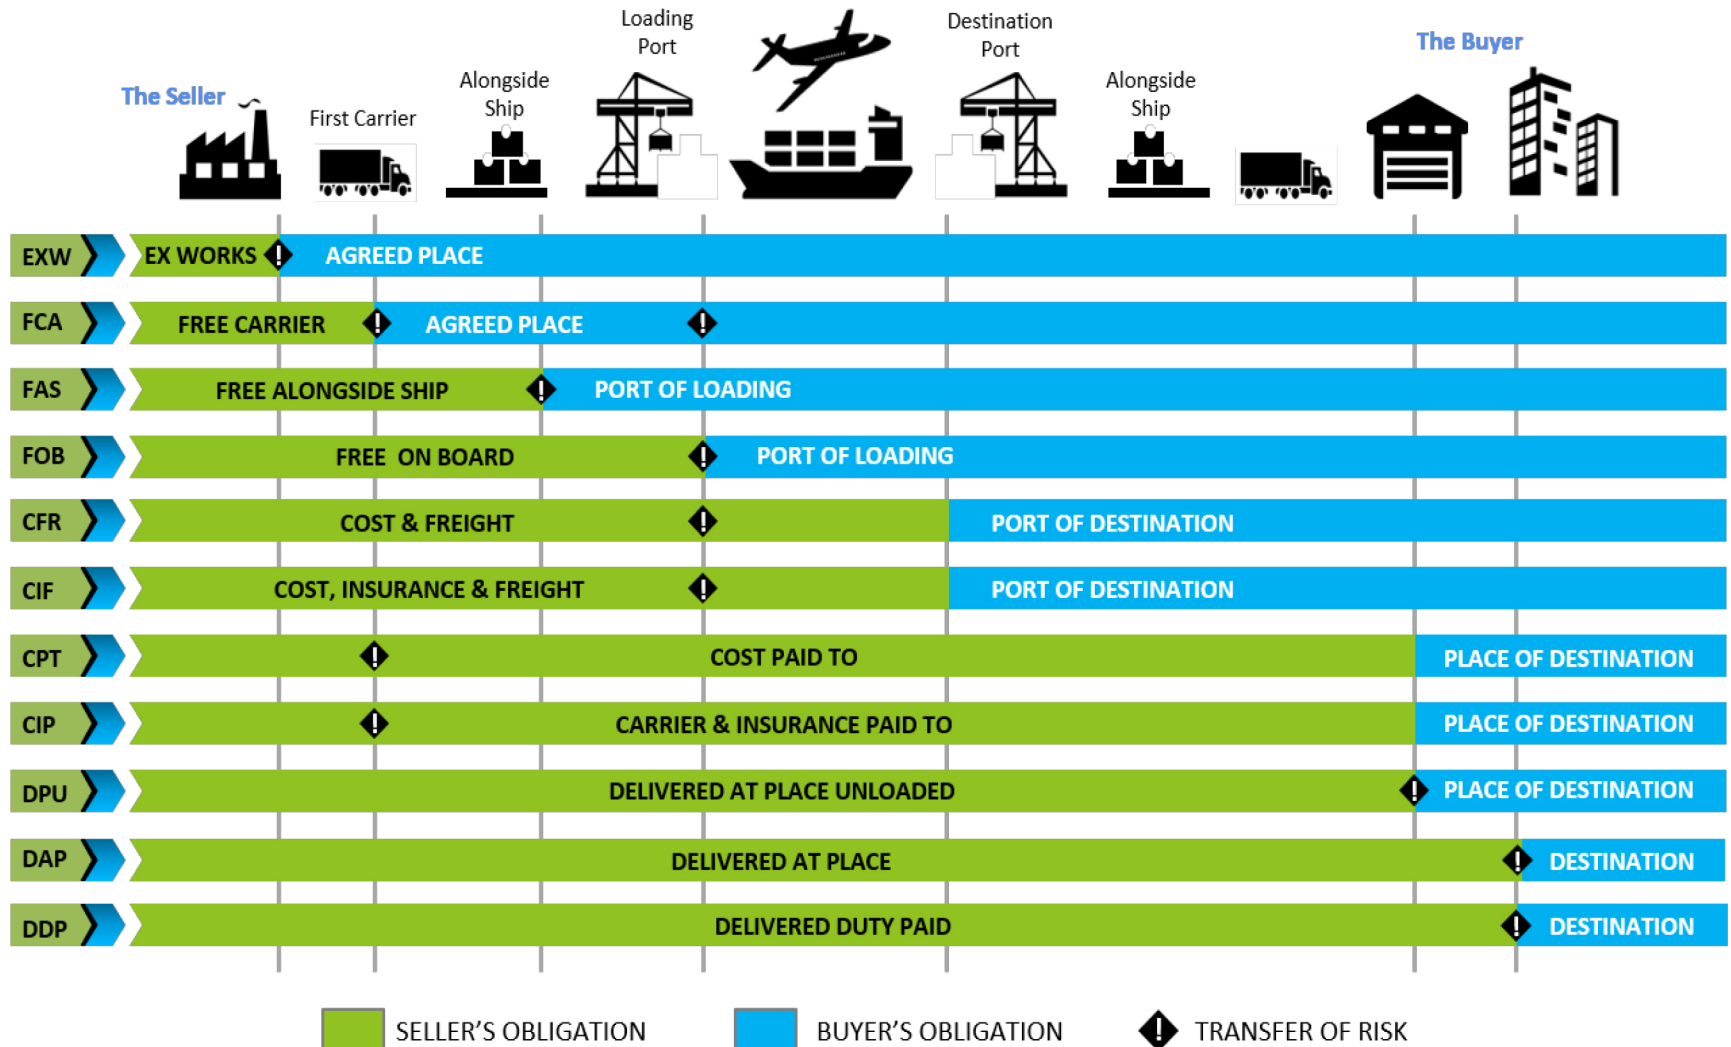 Loading
Port
Destination
Port
The Buyer
The Seller
Alongside
Ship
Alongside
Ship
First Carrier
EXW EX WORKS ! AGREED PLACE
FCA FREE CARRIER ! AGREED PLACE !
FAS FREE ALONGSIDE SHIP ! PORT OF LOADING
FOB FREE ON BOARD ! PORT OF LOADING
CFR COST & FREIGHT ! PORT OF DESTINATION
CIF COST, INSURANCE & FREIGHT ! PORT OF DESTINATION
CPT ! COST PAID TO PLACE OF DESTINATION
CIP ! CARRIER & INSURANCE PAID TO PLACE OF DESTINATION
DPU DELIVERED AT PLACE UNLOADED ! PLACE OF DESTINATION
DAP DELIVERED AT PLACE ! DESTINATION
DDP DELIVERED DUTY PAID ! DESTINATION
SELLER'S OBLIGATION BUYER'S OBLIGATION ! TRANSFER OF RISK